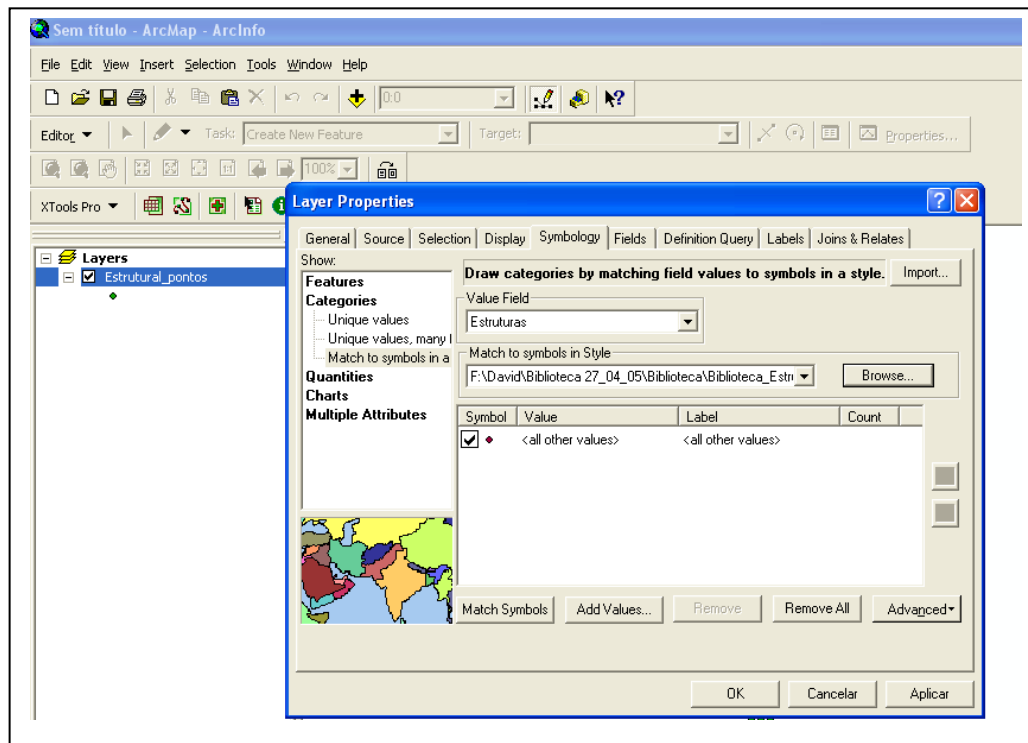 Sem título - ArcMap - ArcInfo
File Edit View Insert Selection Tools Window Help
0:0
Editor Task: Create New Feature Target: Properties...
100%
XTools Pro
Layers
Estrutural_pontos
Layer Properties
General Source Selection Display Symbology Fields Definition Query Labels Joins & Relates
Show:
Features
Categories
Unique values
Unique values, many
Match to symbols in a
Quantities
Charts
Multiple Attributes
Draw categories by matching field values to symbols in a style. Import...
Value Field
Estruturas
Match to symbols in Style
F:\David\Biblioteca 27_04_05\Biblioteca\Biblioteca_Estru Browse...
Symbol Value Label Count
<all other values> <all other values>
Match Symbols Add Values... Remove Remove All Advanced
OK Cancelar Aplicar